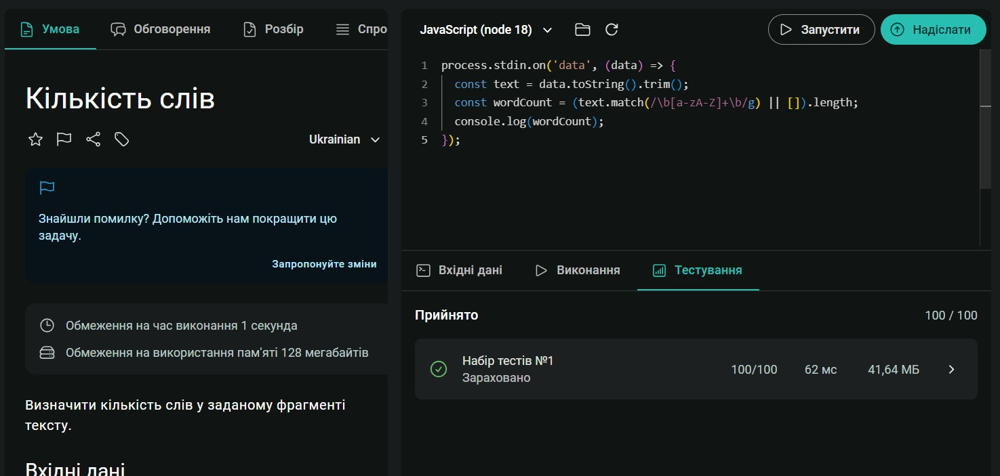 Умова
Обговорення
Розбір
Спро
Кількість слів
Ukrainian
Знайшли помилку? Допоможіть нам покращити цю
задачу.
Запропонуйте зміни
Обмеження на час виконання 1 секунда
Обмеження на використання пам'яті 128 мегабайтів
Визначити кількість слів у заданому фрагменті
тексту.
Вхідні дані
JavaScript (node 18)
Запустити
Надіслати
1 process.stdin.on('data', (data) => {
2 const text = data.toString().trim();
3 const wordCount = (text.match(/\b[a-zA-Z]+\b/g) || []).length;
4 console.log(wordCount);
5 });
Вхідні дані
Виконання
Тестування
Прийнято
100 / 100
Набір тестів №1
Зараховано
100/100
62 мс
41,64 МБ